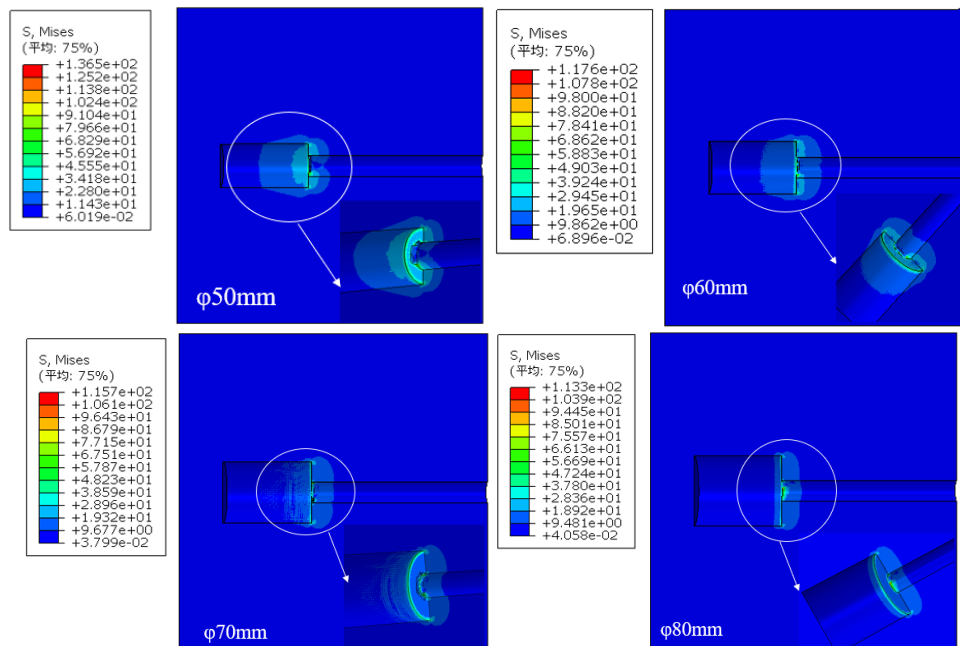 S, Mises
(平均: 75%)
+1.365e+02
+1.252e+02
+1.138e+02
+1.024e+02
+9.104e+01
+7.966e+01
+6.829e+01
+5.692e+01
+4.555e+01
+3.418e+01
+2.280e+01
+1.143e+01
+6.019e-02
φ50mm
S, Mises
(平均: 75%)
+1.176e+02
+1.078e+02
+9.800e+01
+8.820e+01
+7.841e+01
+6.862e+01
+5.883e+01
+4.903e+01
+3.924e+01
+2.945e+01
+1.965e+01
+9.862e+00
+6.896e-02
φ60mm
S, Mises
(平均: 75%)
+1.157e+02
+1.061e+02
+9.643e+01
+8.679e+01
+7.715e+01
+6.751e+01
+5.787e+01
+4.823e+01
+3.859e+01
+2.896e+01
+1.932e+01
+9.677e+00
+3.799e-02
φ70mm
S, Mises
(平均: 75%)
+1.133e+02
+1.039e+02
+9.445e+01
+8.501e+01
+7.557e+01
+6.613e+01
+5.669e+01
+4.724e+01
+3.780e+01
+2.836e+01
+1.892e+01
+9.481e+00
+4.058e-02
φ80mm